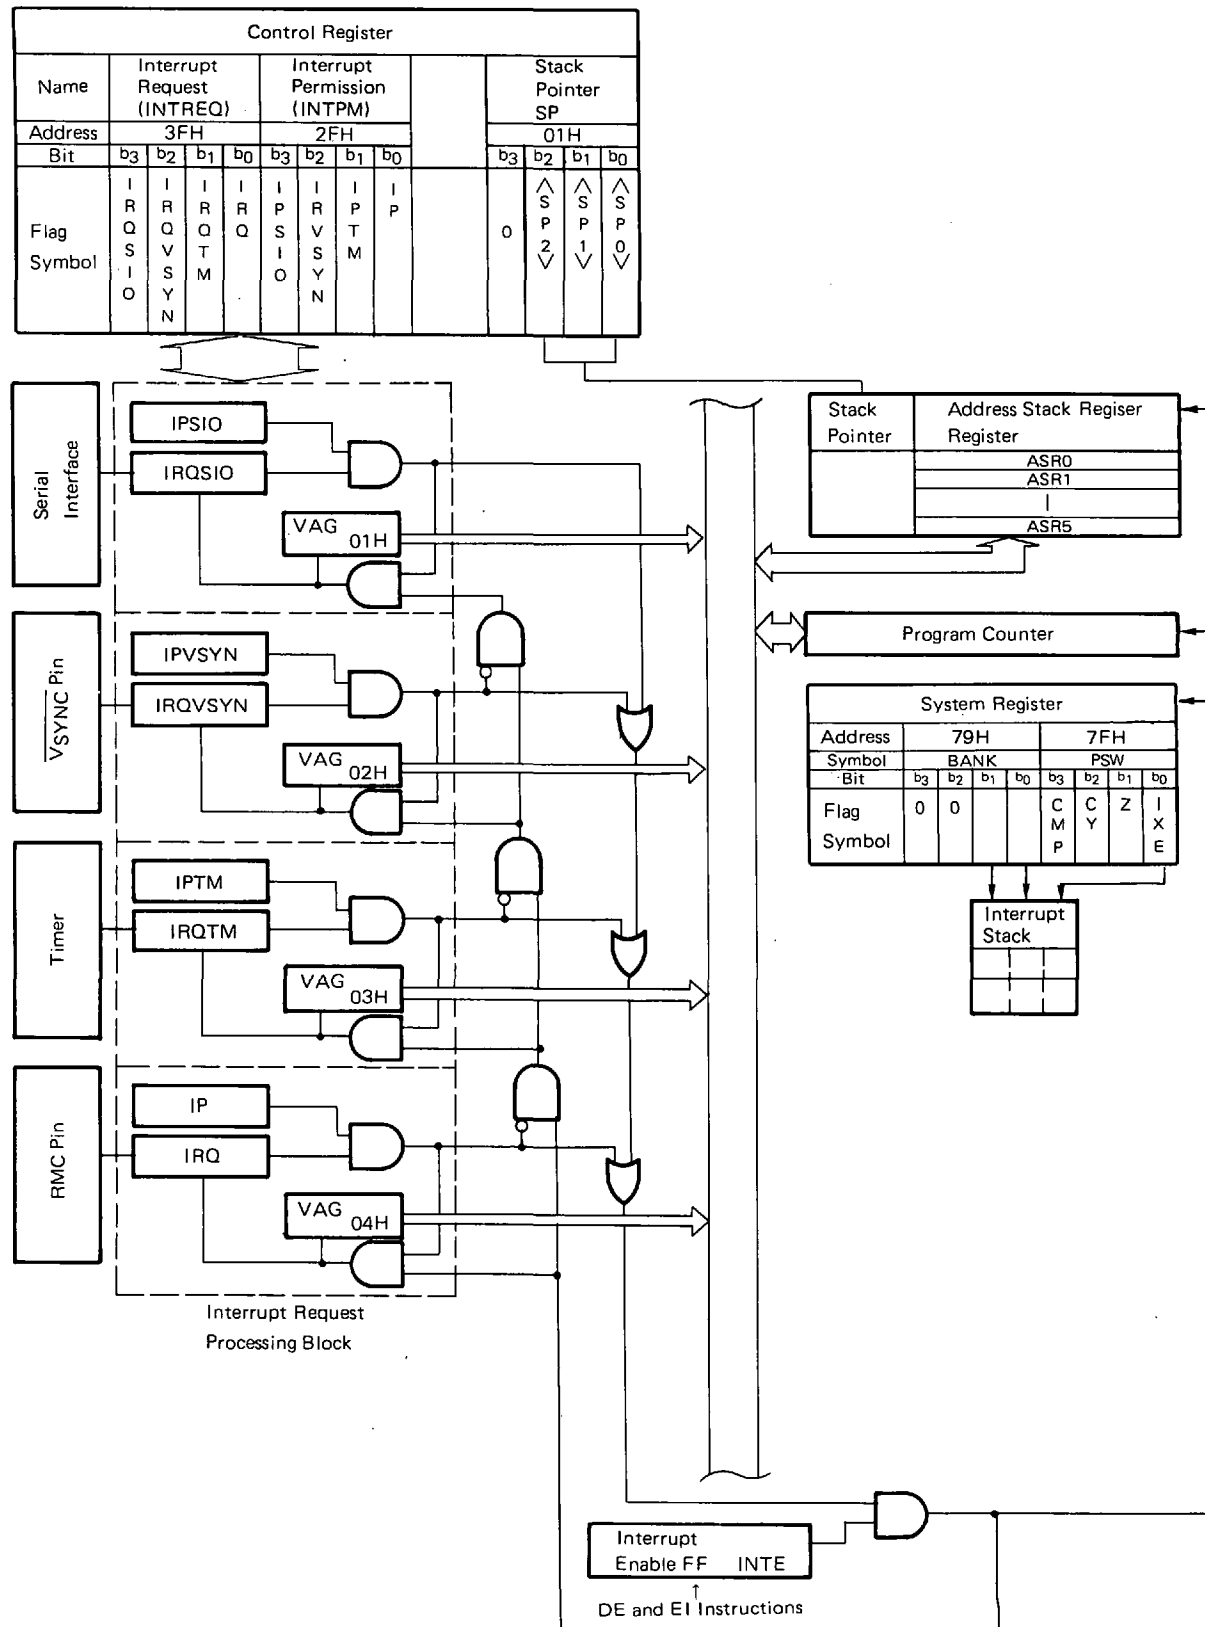 Control Register
Name
Interrupt
Request
(INTREQ)
Interrupt
Permission
(INTPM)
Stack
Pointer
SP
Address 3FH 2FH 01H
Bit b3 b2 b1 b0 b3 b2 b1 b0 b3 b2 b1 b0
Flag
Symbol
IRQSIO
IRQVSYN
IRQTM
IRQ
IPSIO
IRVSYN
IPTM
IP
0
<SP2>
<SP1>
<SP0>
Serial
Interface
IPSIO
IRQSIO
VAG
01H
VSYNC Pin
IPVSYN
IRQVSYN
VAG
02H
Timer
IPTM
IRQTM
VAG
03H
RMC Pin
IP
IRQ
VAG
04H
Interrupt Request
Processing Block
Stack
Pointer
Address Stack Regiser
Register
ASR0
ASR1
ASR5
Program Counter
System Register
Address 79H 7FH
Symbol BANK PSW
Bit b3 b2 b1 b0 b3 b2 b1 b0
Flag
Symbol
0
0
CMP
CY
Z
IXE
Interrupt
Stack
Interrupt
Enable FF INTE
DE and EI Instructions